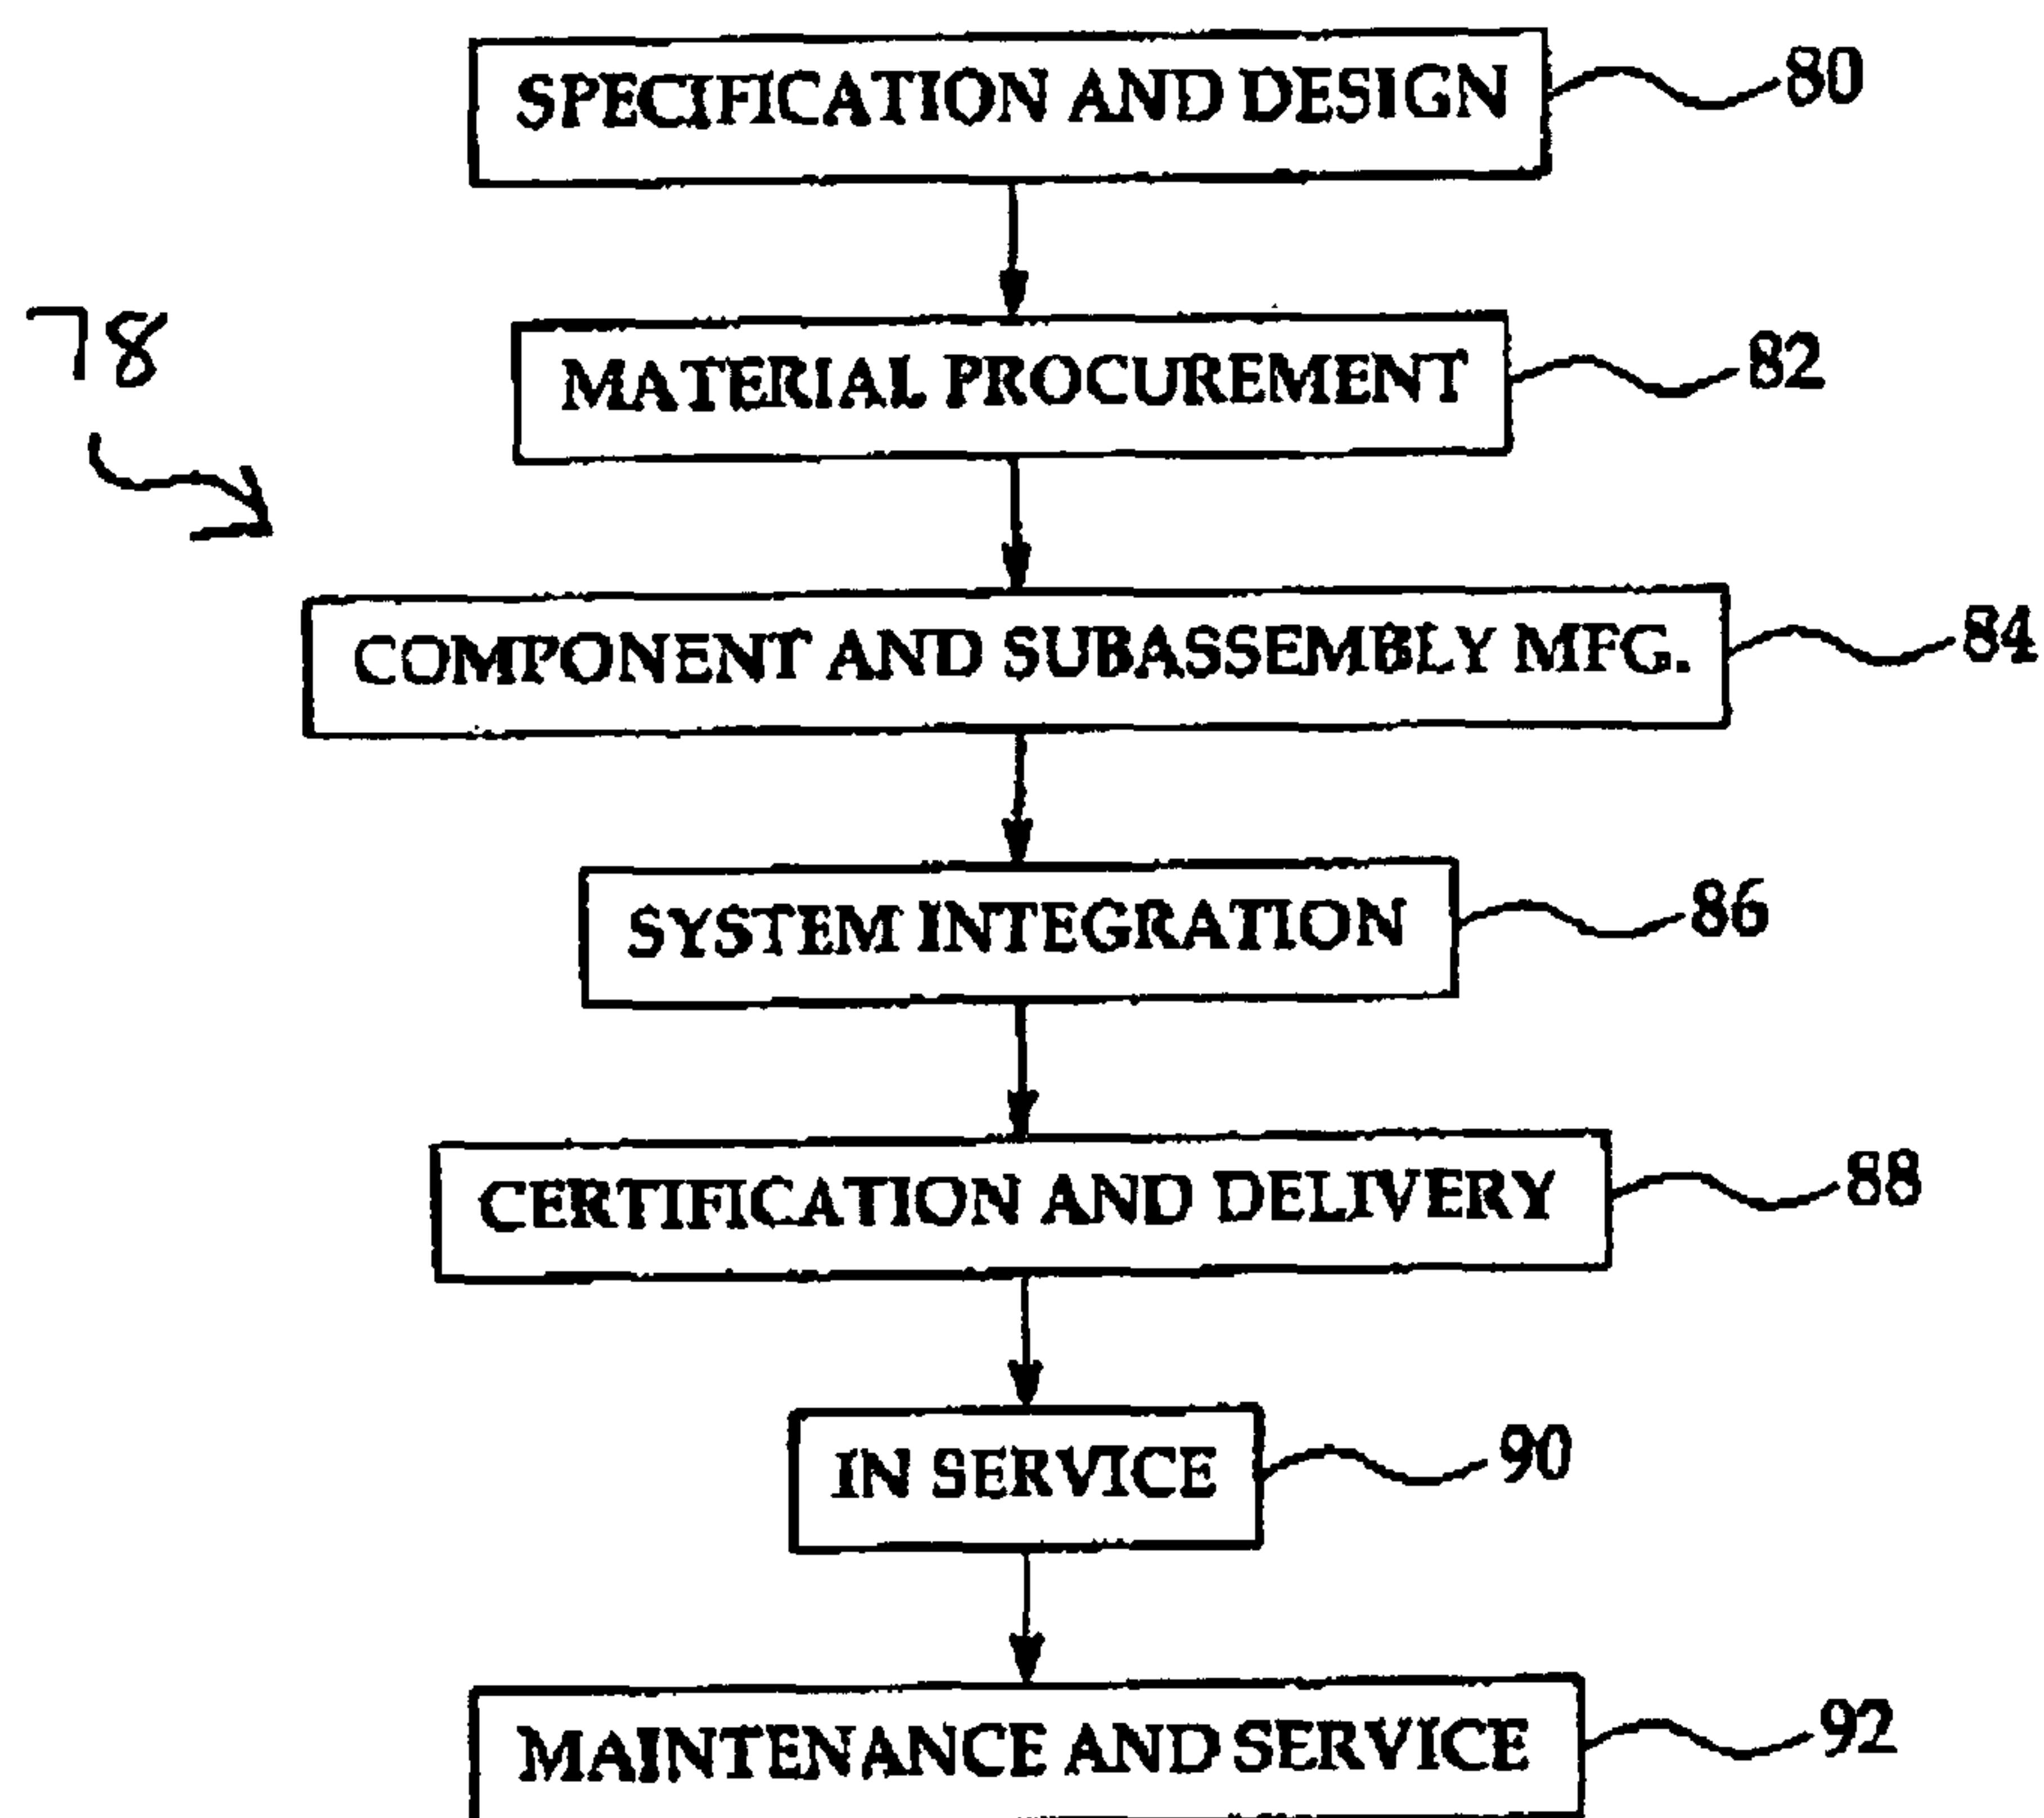 SPECIFICATION AND DESIGN 80
78
MATERIAL PROCUREMENT 82
COMPONENT AND SUBASSEMBLY MFG. 84
SYSTEM INTEGRATION 86
CERTIFICATION AND DELIVERY 88
IN SERVICE 90
MAINTENANCE AND SERVICE 92